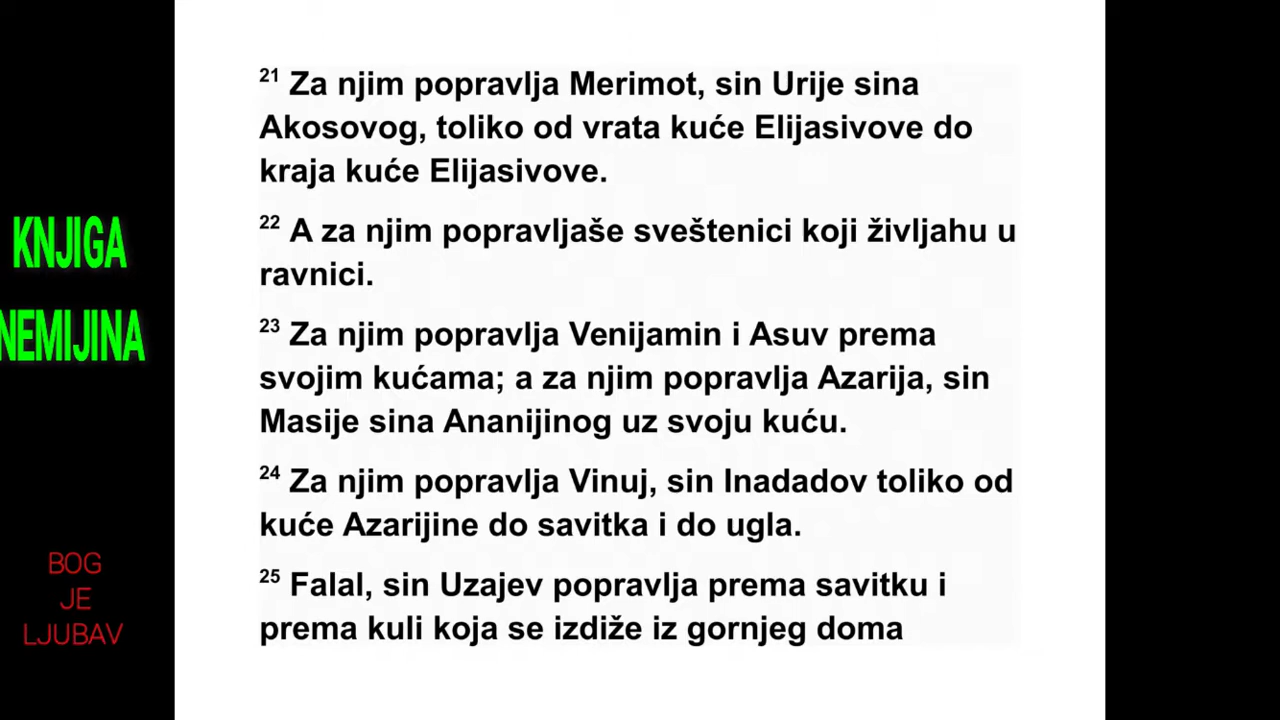 KNJIGA
NEMIJINA
BOG
JE
LJUBAV
21 Za njim popravlja Merimot, sin Urije sina
Akosovog, toliko od vrata kuće Elijasivove do
kraja kuće Elijasivove.
22 A za njim popravljaše sveštenici koji življahu u
ravnici.
23 Za njim popravlja Venijamin i Asuv prema
svojim kućama; a za njim popravlja Azarija, sin
Masije sina Ananijinog uz svoju kuću.
24 Za njim popravlja Vinuj, sin Inadadov toliko od
kuće Azarijine do savitka i do ugla.
25 Falal, sin Uzajev popravlja prema savitku i
prema kuli koja se izdiže iz gornjeg doma